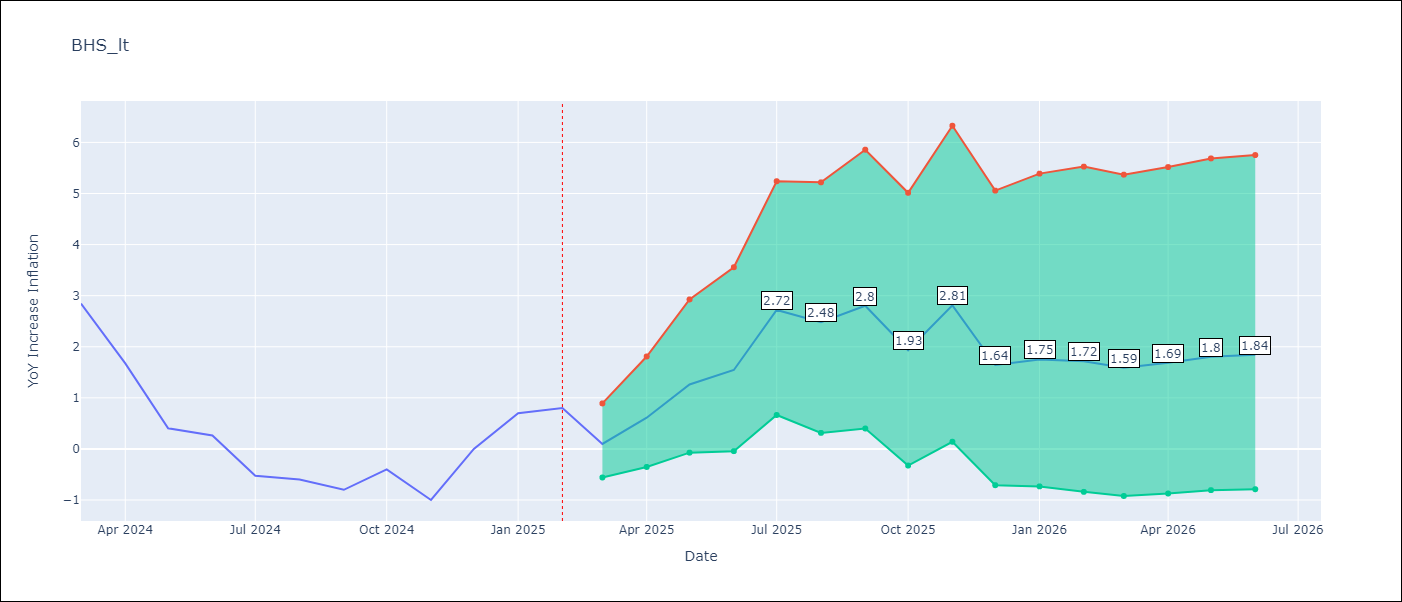 BHS_lt
YoY Increase Inflation
6
5
4
3
2
1
0
−1
2.72
2.48
2.8
1.93
2.81
1.64
1.75
1.72
1.59
1.69
1.8
1.84
Apr 2024
Jul 2024
Oct 2024
Jan 2025
Apr 2025
Jul 2025
Oct 2025
Jan 2026
Apr 2026
Jul 2026
Date